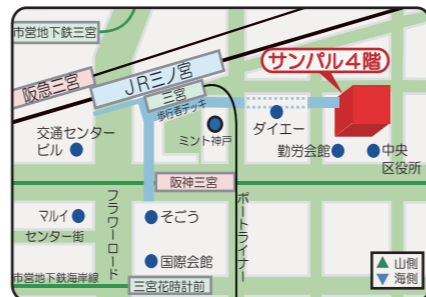 市営地下鉄三宮
阪急三宮
JR三ノ宮
サンパル4階
三宮
歩行者デッキ
交通センター
ビル
ミント神戸
ダイエー
勤労会館
中央
区役所
阪神三宮
マルイ
センター街
フラワーロード
そごう
国際会館
ポートライナー
市営地下鉄海岸線
三宮花時計前
▲山側
▼海側